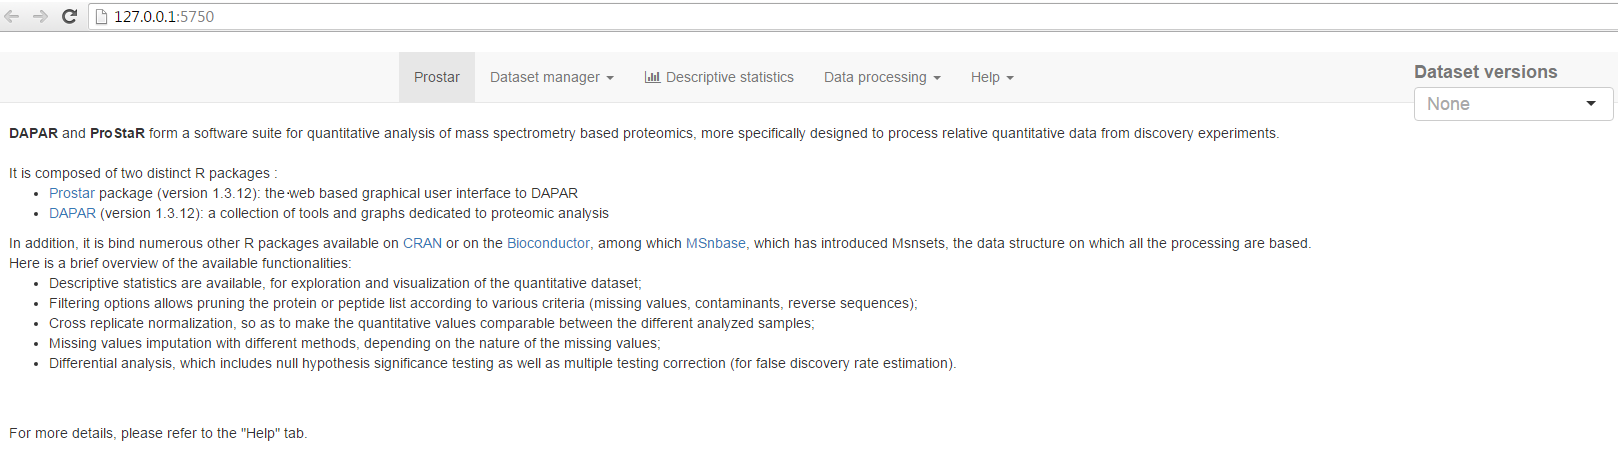 127.0.0.1:5750
Prostar Dataset manager Descriptive statistics Data processing Help
Dataset versions
None
DAPAR and ProStaR form a software suite for quantitative analysis of mass spectrometry based proteomics, more specifically designed to process relative quantitative data from discovery experiments.
It is composed of two distinct R packages :
• Prostar package (version 1.3.12): the web based graphical user interface to DAPAR
• DAPAR (version 1.3.12): a collection of tools and graphs dedicated to proteomic analysis
In addition, it is bind numerous other R packages available on CRAN or on the Bioconductor, among which MSnbase, which has introduced Msnsets, the data structure on which all the processing are based.
Here is a brief overview of the available functionalities:
• Descriptive statistics are available, for exploration and visualization of the quantitative dataset;
• Filtering options allows pruning the protein or peptide list according to various criteria (missing values, contaminants, reverse sequences);
• Cross replicate normalization, so as to make the quantitative values comparable between the different analyzed samples;
• Missing values imputation with different methods, depending on the nature of the missing values;
• Differential analysis, which includes null hypothesis significance testing as well as multiple testing correction (for false discovery rate estimation).
For more details, please refer to the "Help" tab.